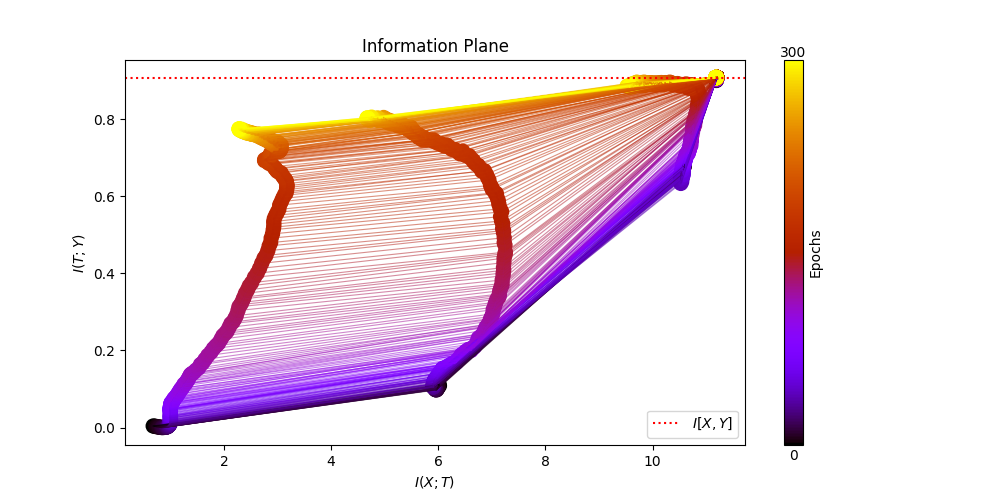 Information Plane
300
0.8
0.6
0.4
0.2
0.0
I(T; Y)
2
4
6
8
10
I(X; T)
I[X, Y]
Epochs
0